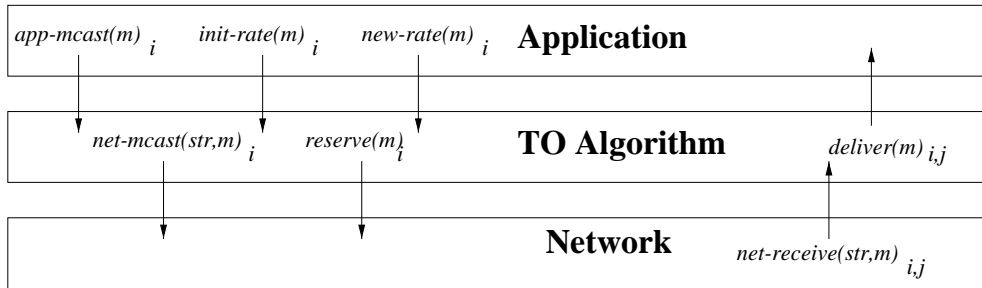 app-mcast(m) i init-rate(m) i new-rate(m) i Application
net-mcast(str,m) i reserve(m) i TO Algorithm deliver(m) i,j
Network net-receive(str,m) i,j